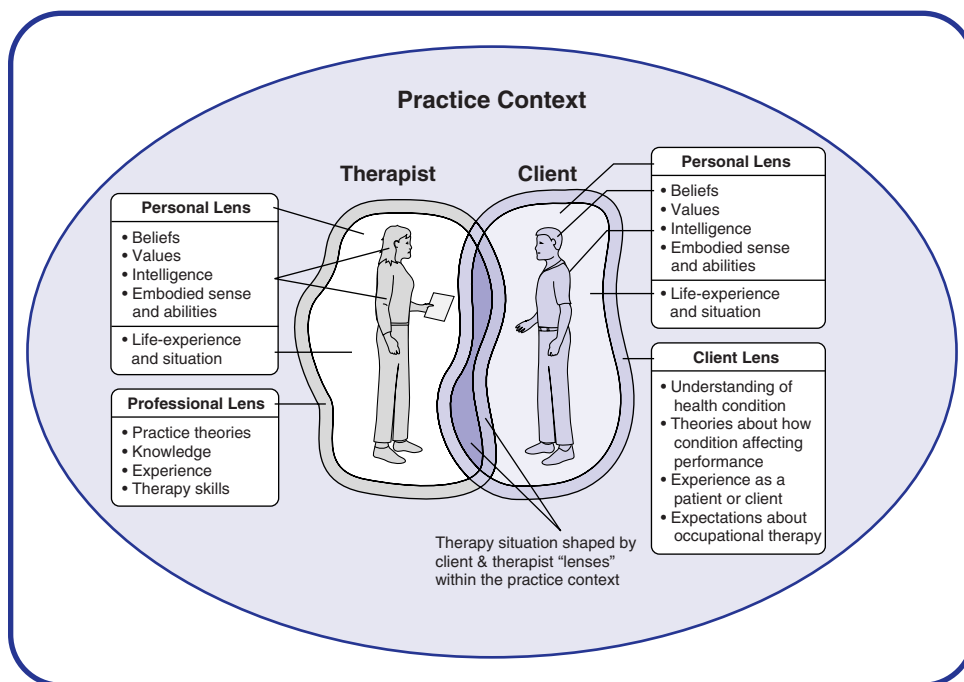 Practice Context
Therapist
Client
Personal Lens
• Beliefs
• Values
• Intelligence
• Embodied sense
and abilities
• Life-experience
and situation
Professional Lens
• Practice theories
• Knowledge
• Experience
• Therapy skills
Personal Lens
• Beliefs
• Values
• Intelligence
• Embodied sense
and abilities
• Life-experience
and situation
Client Lens
• Understanding of
health condition
• Theories about how
condition affecting
performance
• Experience as a
patient or client
• Expectations about
occupational therapy
Therapy situation shaped by
client & therapist “lenses”
within the practice context